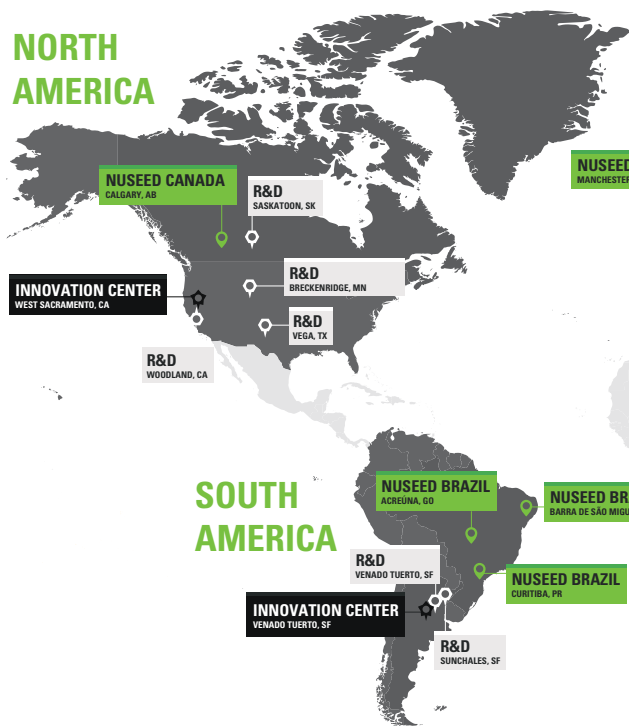 NORTH
AMERICA
NUSEED CANADA
CALGARY, AB
R&D
SASKATOON, SK
NUSEED
MANCHESTER
INNOVATION CENTER
WEST SACRAMENTO, CA
R&D
BRECKENRIDGE, MN
R&D
VEGA, TX
R&D
WOODLAND, CA
SOUTH
AMERICA
NUSEED BRAZIL
ACREÚNA, GO
NUSEED BR
BARRA DE SÃO MIGU
R&D
VENADO TUERTO, SF
NUSEED BRAZIL
CURITIBA, PR
INNOVATION CENTER
VENADO TUERTO, SF
R&D
SUNCHALES, SF